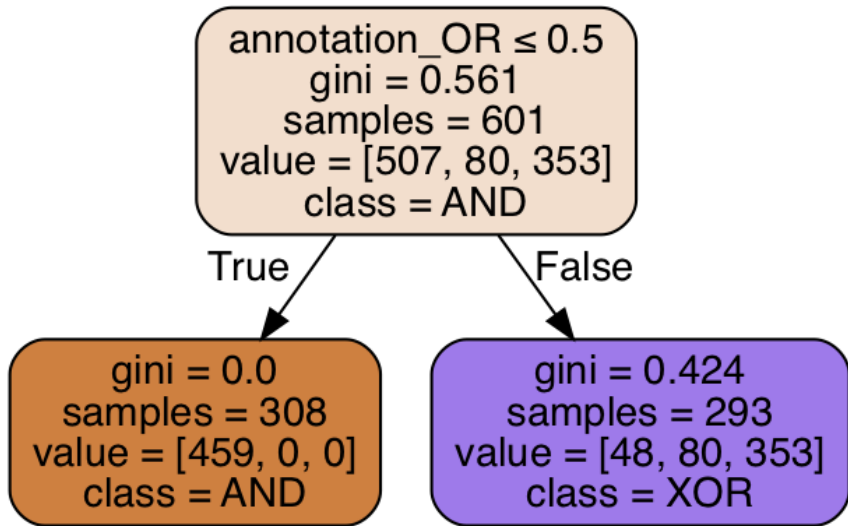 annotation_OR ≤ 0.5
gini = 0.561
samples = 601
value = [507, 80, 353]
class = AND
True
False
gini = 0.0
samples = 308
value = [459, 0, 0]
class = AND
gini = 0.424
samples = 293
value = [48, 80, 353]
class = XOR